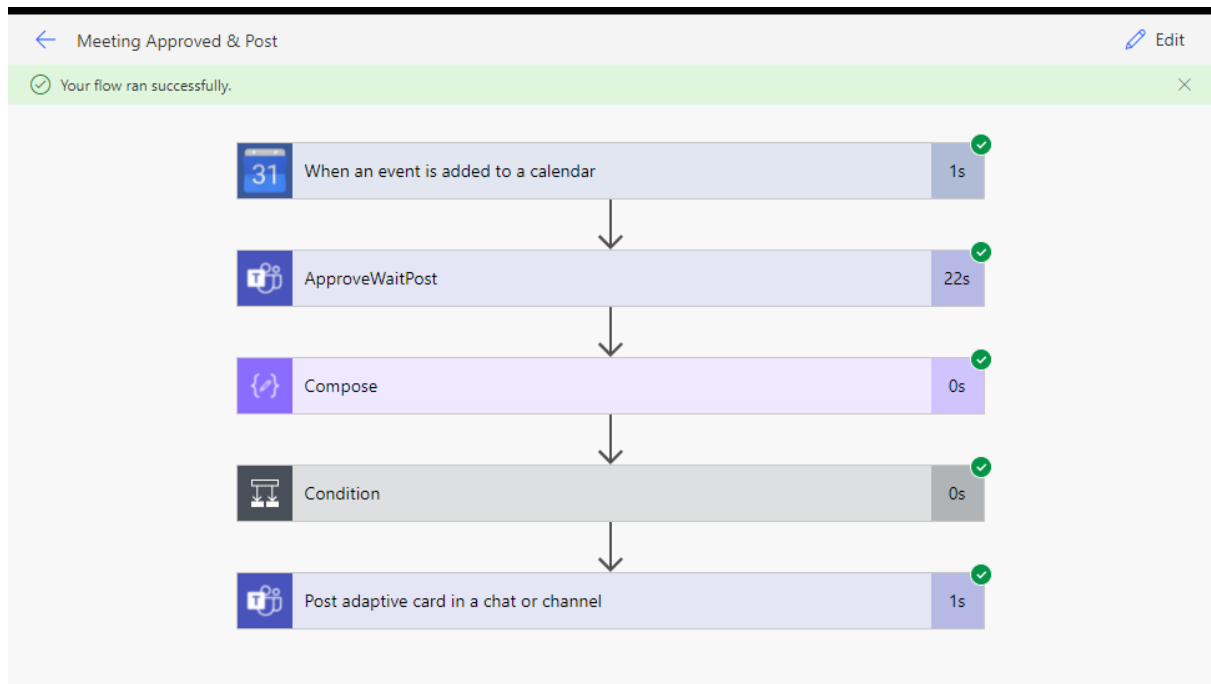 Meeting Approved & Post
Edit
Your flow ran successfully.
31
When an event is added to a calendar
1s
T
ApproveWaitPost
22s
Compose
0s
Condition
0s
T
Post adaptive card in a chat or channel
1s